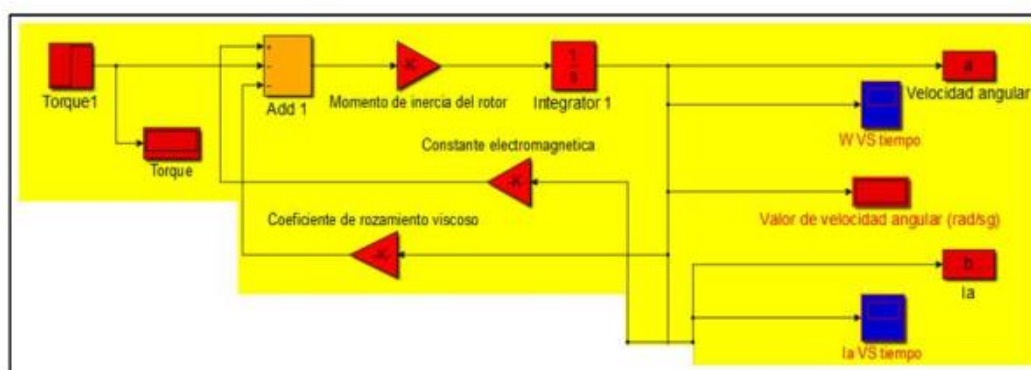 Torque1
Torque
+
-
-
Add 1
-K-
Momento de inercia del rotor
1
s
Integrator 1
a
Velocidad angular
W VS tiempo
Constante electromagnetica
-K-
Valor de velocidad angular (rad/sg)
Coeficiente de rozamiento viscoso
-K-
b
Ia
Ia VS tiempo